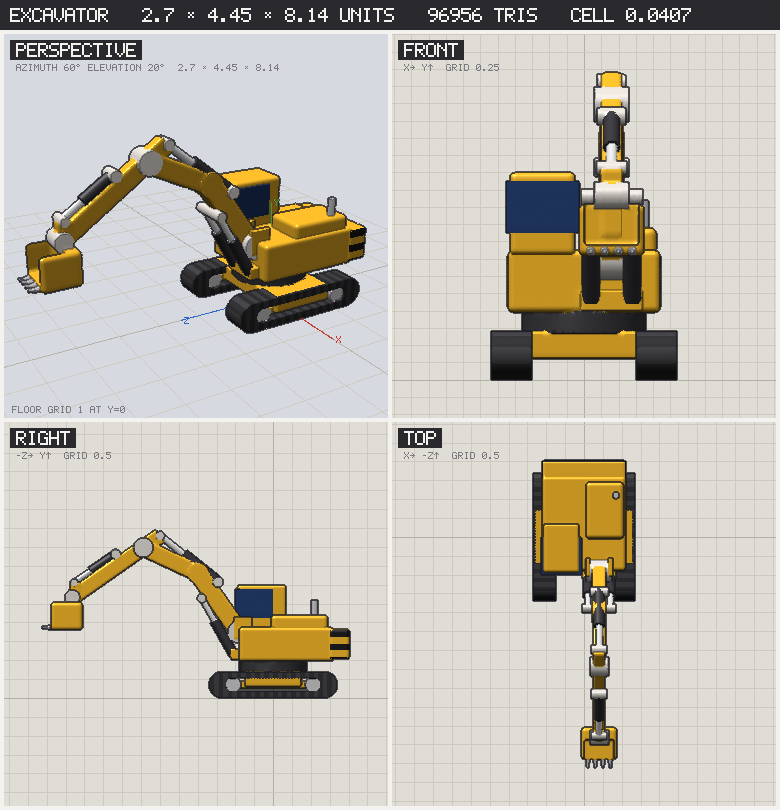 EXCAVATOR 2.7 × 4.45 × 8.14 UNITS 96956 TRIS CELL 0.0407
PERSPECTIVE
AZIMUTH 60° ELEVATION 20° 2.7 × 4.45 × 8.14
Y
Z
X
FLOOR GRID 1 AT Y=0
FRONT
X→ Y↑ GRID 0.25
RIGHT
-Z→ Y↑ GRID 0.5
TOP
X→ -Z↑ GRID 0.5